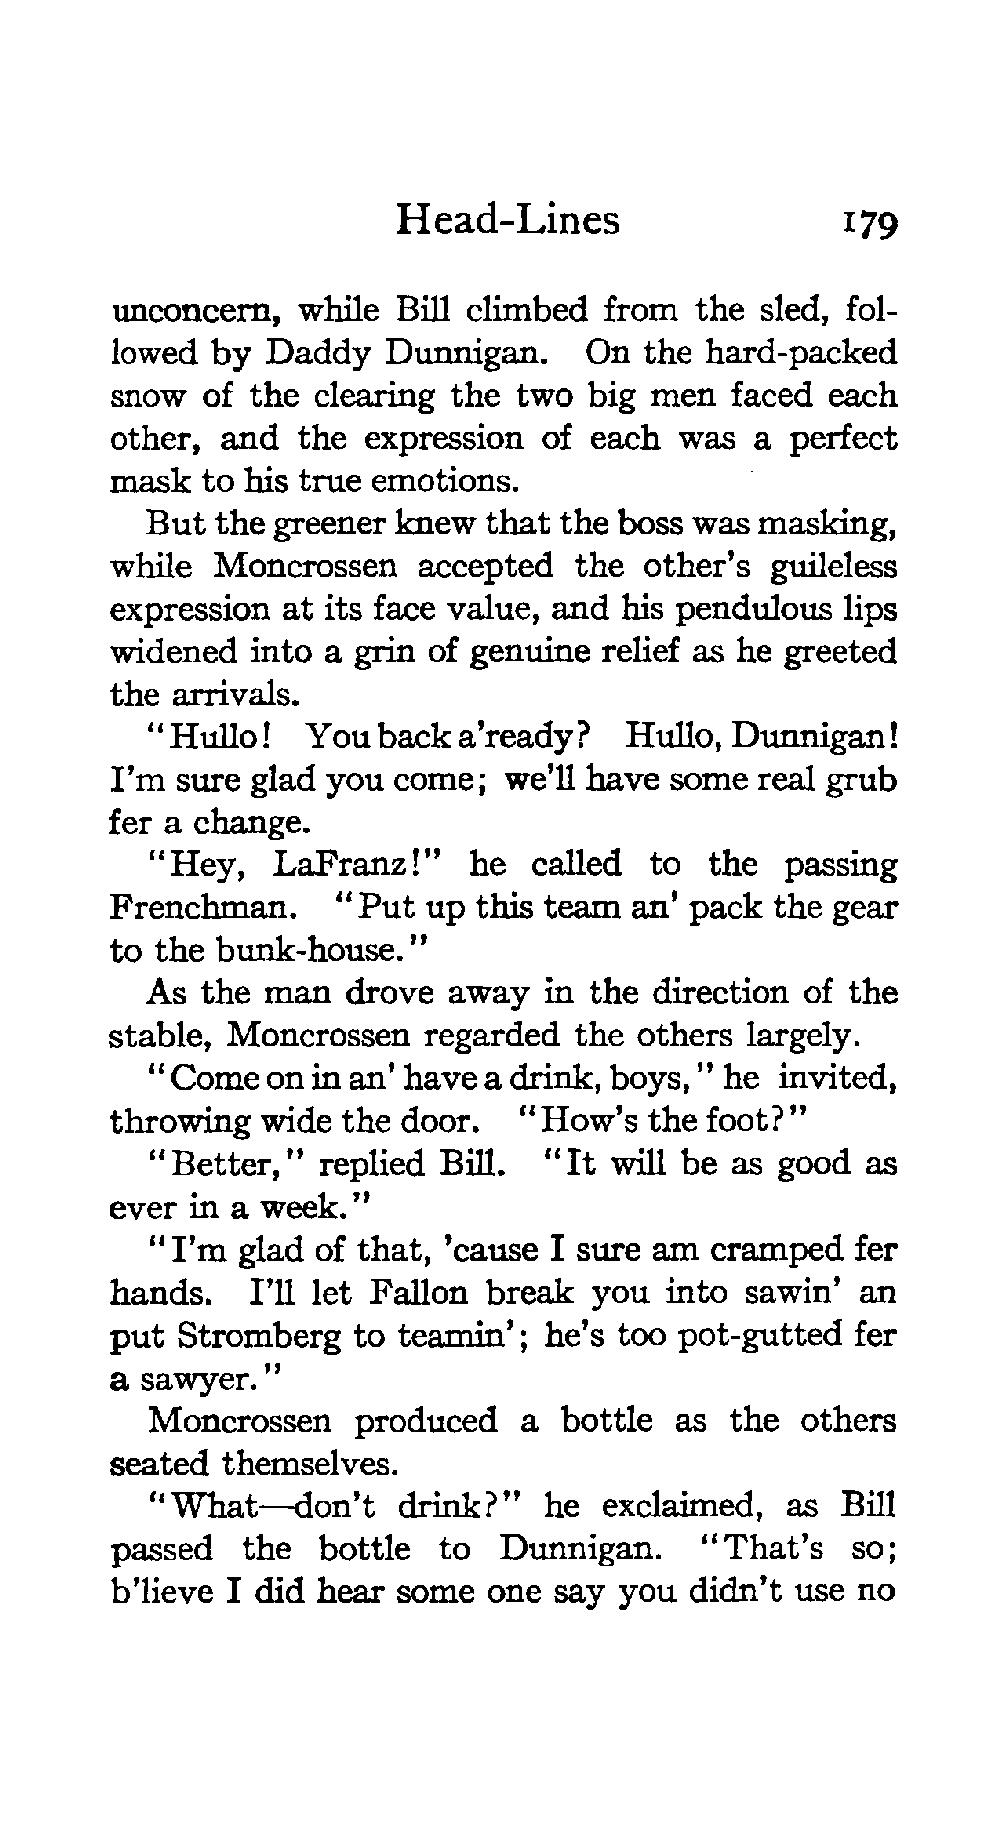 Head-Lines 179
unconcern, while Bill climbed from the sled, fol-
lowed by Daddy Dunnigan. On the hard-packed
snow of the clearing the two big men faced each
other, and the expression of each was a perfect
mask to his true emotions.
But the greener knew that the boss was masking,
while Moncrossen accepted the other's guileless
expression at its face value, and his pendulous lips
widened into a grin of genuine relief as he greeted
the arrivals.
"Hullo! You back a'ready? Hullo, Dunnigan!
I'm sure glad you come; we'll have some real grub
fer a change.
"Hey, LaFranz!" he called to the passing
Frenchman. "Put up this team an' pack the gear
to the bunk-house."
As the man drove away in the direction of the
stable, Moncrossen regarded the others largely.
"Come on in an' have a drink, boys," he invited,
throwing wide the door. "How's the foot?"
"Better," replied Bill. "It will be as good as
ever in a week."
"I'm glad of that, 'cause I sure am cramped fer
hands. I'll let Fallon break you into sawin' an
put Stromberg to teamin'; he's too pot-gutted fer
a sawyer."
Moncrossen produced a bottle as the others
seated themselves.
"What—don't drink?" he exclaimed, as Bill
passed the bottle to Dunnigan. "That's so;
b'lieve I did hear some one say you didn't use no